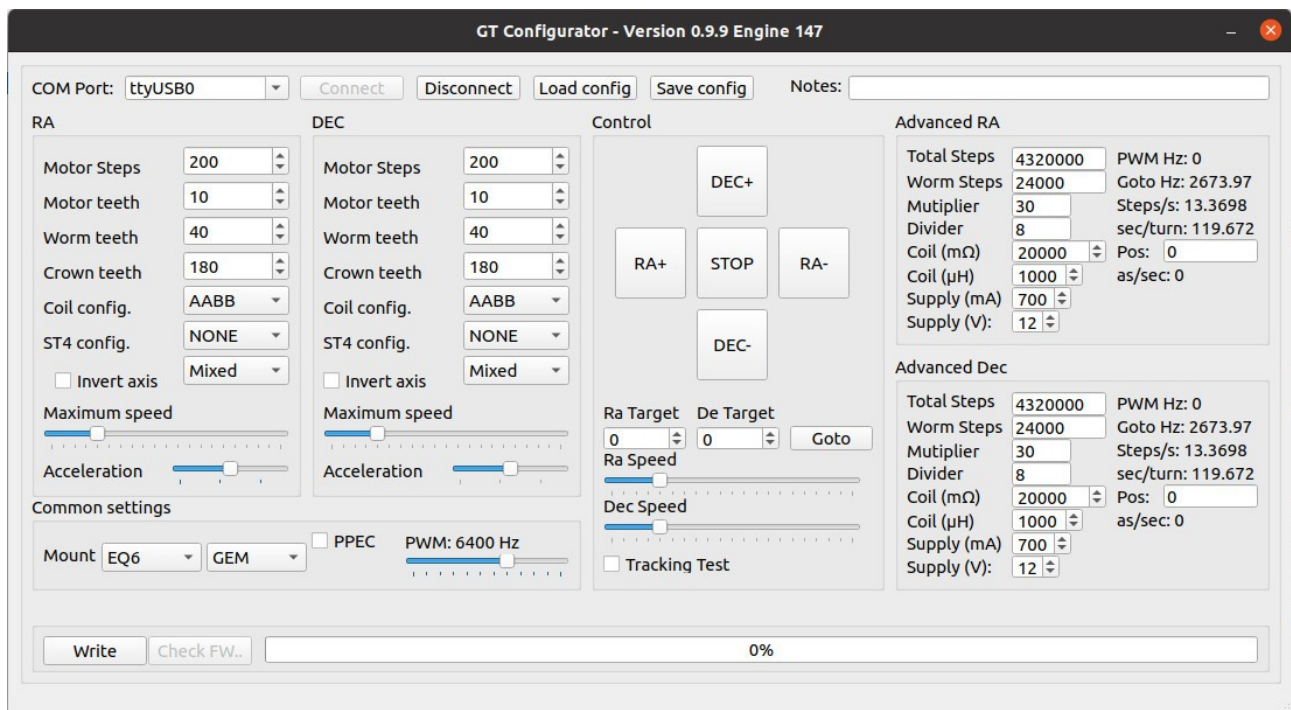 GT Configurator - Version 0.9.9 Engine 147
COM Port: ttyUSB0 Connect Disconnect Load config Save config Notes:
RA
Motor Steps 200
Motor teeth 10
Worm teeth 40
Crown teeth 180
Coil config. AABB
ST4 config. NONE
Invert axis Mixed
Maximum speed
Acceleration
DEC
Motor Steps 200
Motor teeth 10
Worm teeth 40
Crown teeth 180
Coil config. AABB
ST4 config. NONE
Invert axis Mixed
Maximum speed
Acceleration
Common settings
Mount EQ6 GEM PPEC PWM: 6400 Hz
Control
DEC+
RA+ STOP RA-
DEC-
Ra Target De Target
0 0 Goto
Ra Speed
Dec Speed
Tracking Test
Advanced RA
Total Steps 4320000 PWM Hz: 0
Worm Steps 24000 Goto Hz: 2673.97
Mutiplier 30 Steps/s: 13.3698
Divider 8 sec/turn: 119.672
Coil (mΩ) 20000 Pos: 0
Coil (µH) 1000 as/sec: 0
Supply (mA) 700
Supply (V): 12
Advanced Dec
Total Steps 4320000 PWM Hz: 0
Worm Steps 24000 Goto Hz: 2673.97
Mutiplier 30 Steps/s: 13.3698
Divider 8 sec/turn: 119.672
Coil (mΩ) 20000 Pos: 0
Coil (µH) 1000 as/sec: 0
Supply (mA) 700
Supply (V): 12
Write Check FW.. 0%